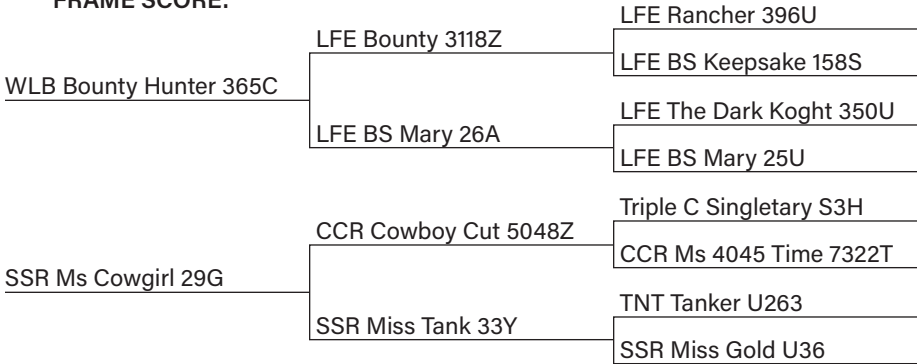 FRAME SCORE:
LFE Rancher 396U
LFE Bounty 3118Z
LFE BS Keepsake 158S
WLB Bounty Hunter 365C
LFE The Dark Koght 350U
LFE BS Mary 26A
LFE BS Mary 25U
Triple C Singletary S3H
CCR Cowboy Cut 5048Z
CCR Ms 4045 Time 7322T
SSR Ms Cowgirl 29G
TNT Tanker U263
SSR Miss Tank 33Y
SSR Miss Gold U36